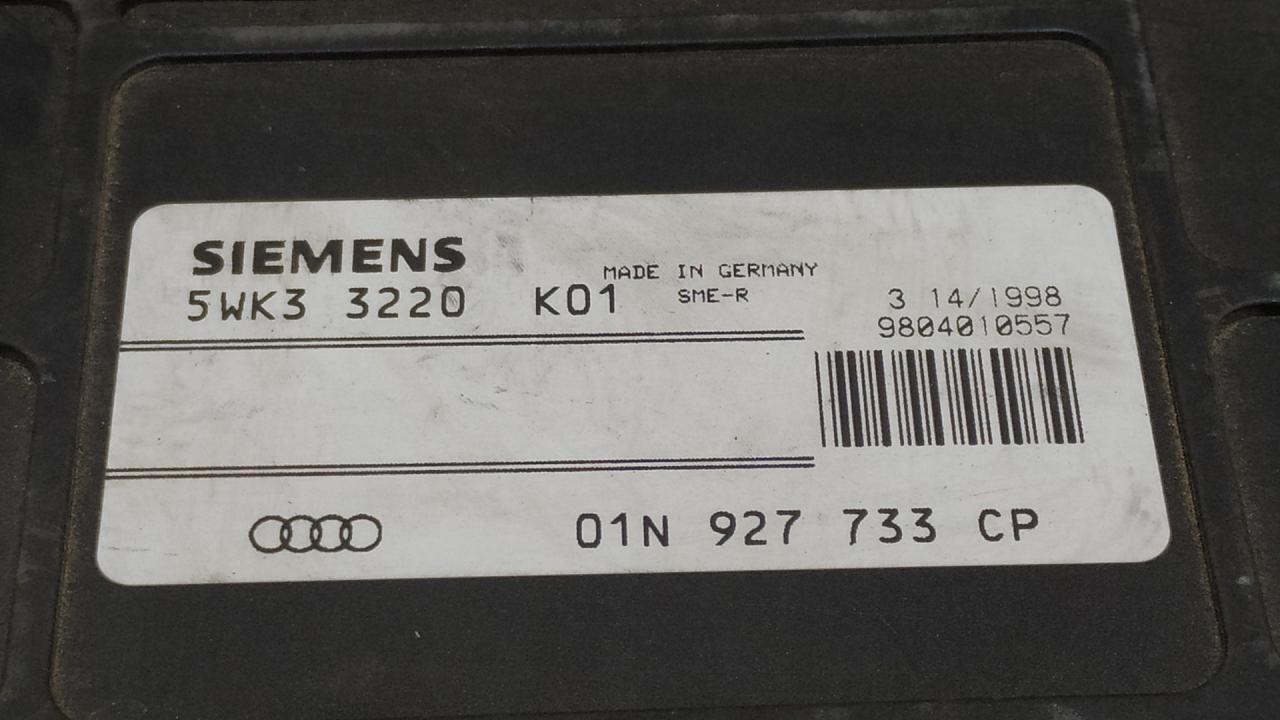 SIEMENS
MADE IN GERMANY
5WK3 3220 K01 SME-R
3 14/1998
9804010557
01N 927 733 CP